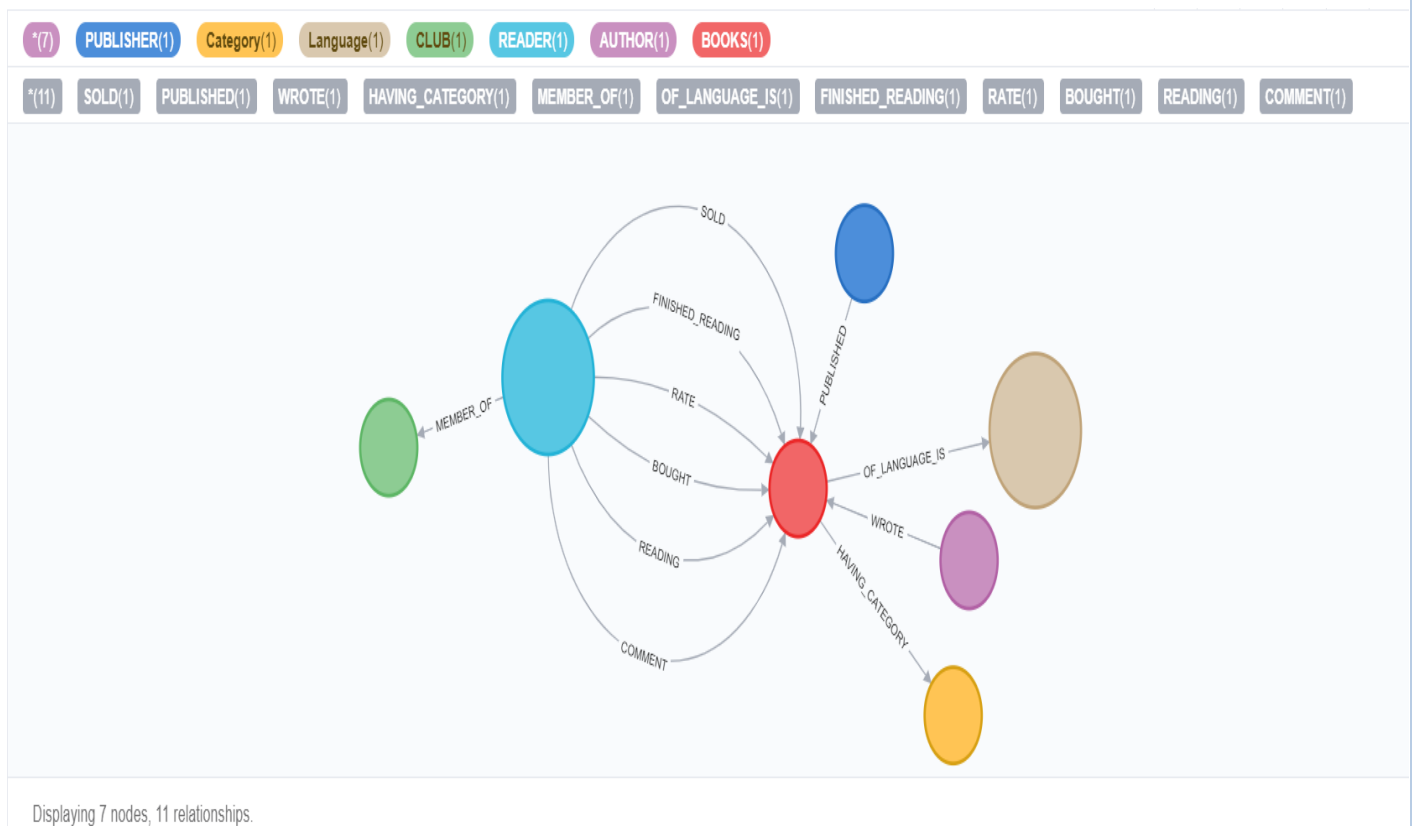 *(7) PUBLISHER(1) Category(1) Language(1) CLUB(1) READER(1) AUTHOR(1) BOOKS(1)
*(11) SOLD(1) PUBLISHED(1) WROTE(1) HAVING_CATEGORY(1) MEMBER_OF(1) OF_LANGUAGE_IS(1) FINISHED_READING(1) RATE(1) BOUGHT(1) READING(1) COMMENT(1)
SOLD
FINISHED_READING
PUBLISHED
RATE
MEMBER_OF
BOUGHT
OF_LANGUAGE_IS
WROTE
READING
HAVING_CATEGORY
COMMENT
Displaying 7 nodes, 11 relationships.